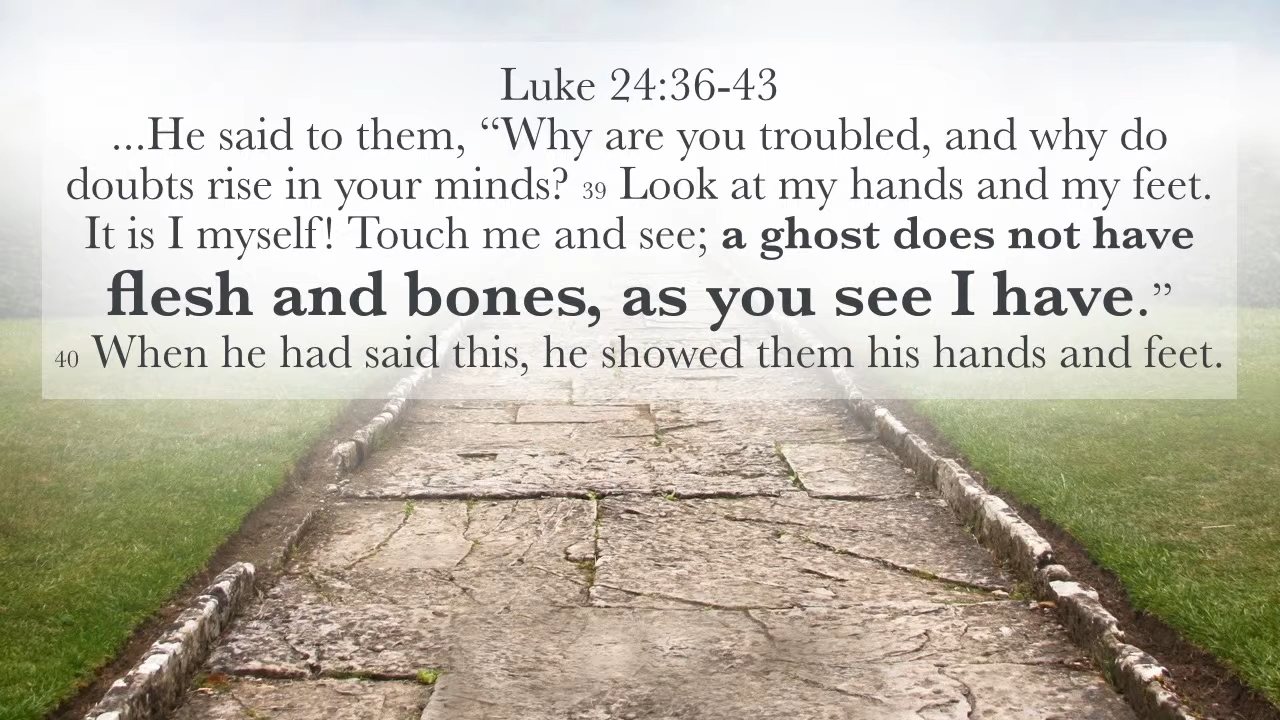 Luke 24:36-43
...He said to them, “Why are you troubled, and why do
doubts rise in your minds? 39 Look at my hands and my feet.
It is I myself! Touch me and see; a ghost does not have
flesh and bones, as you see I have.”
40 When he had said this, he showed them his hands and feet.